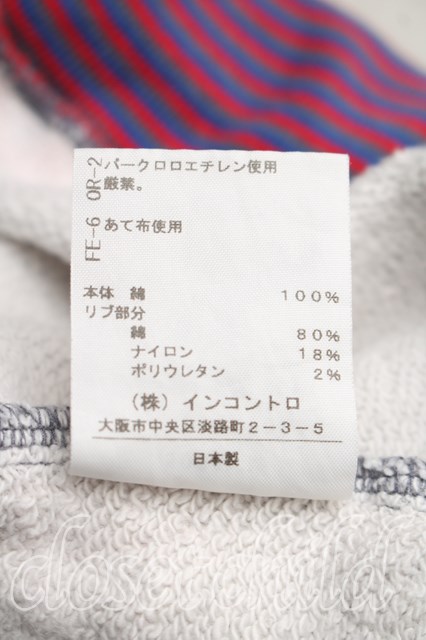 パークロロエチレン使用
厳禁。
あて布使用
FE-6 OR-2
本体 綿 100%
リブ部分
綿 80%
ナイロン 18%
ポリウレタン 2%
(株) インコントロ
大阪市中央区淡路町2-3-5
日本製
closet child